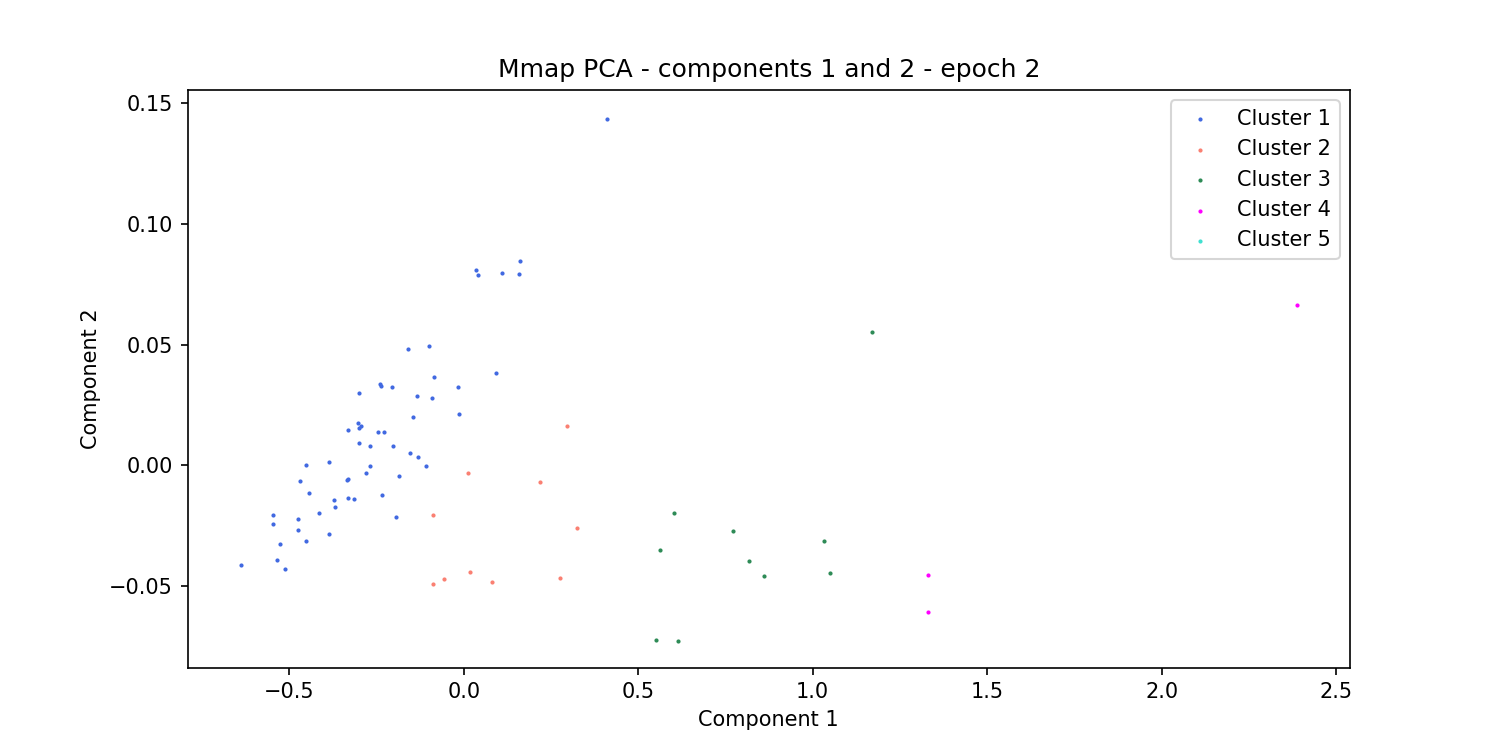 Mmap PCA - components 1 and 2 - epoch 2
Cluster 1
Cluster 2
Cluster 3
Cluster 4
Cluster 5
Component 2
0.15
0.10
0.05
0.00
−0.05
−0.5
0.0
0.5
1.0
1.5
2.0
2.5
Component 1